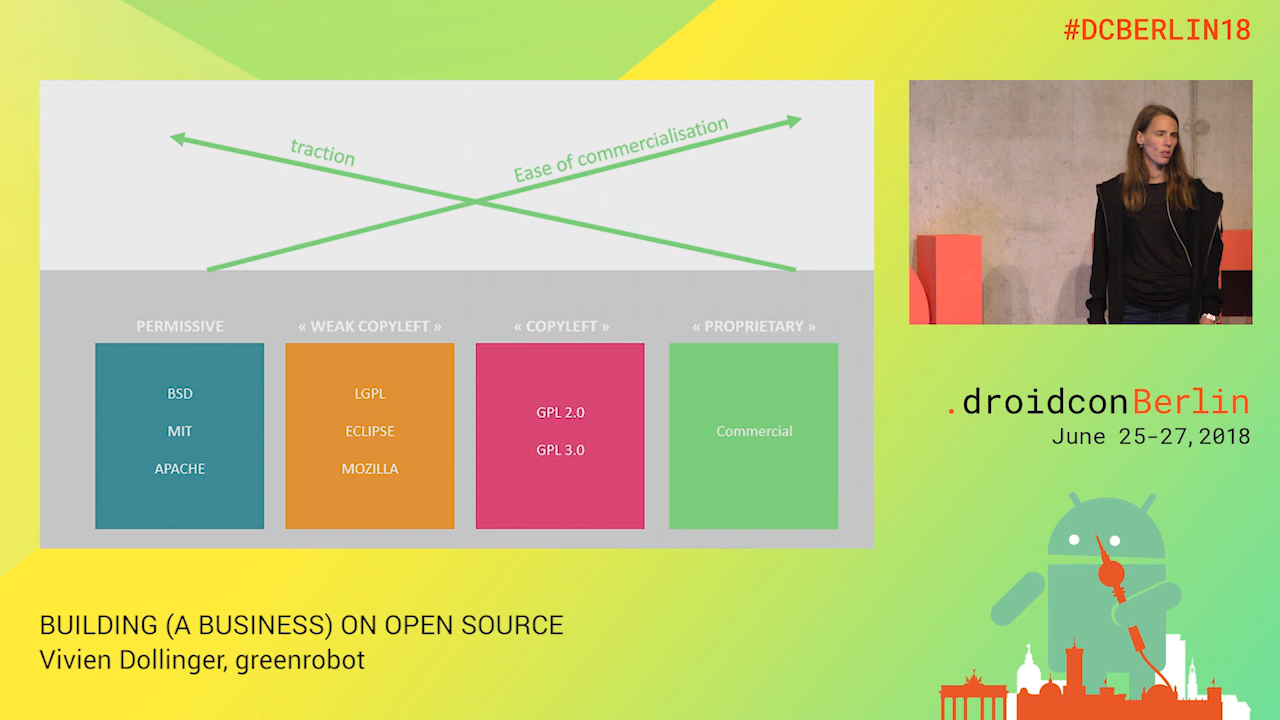 #DCBERLIN18
traction
Ease of commercialisation
PERMISSIVE
« WEAK COPYLEFT »
« COPYLEFT »
« PROPRIETARY »
BSD
MIT
APACHE
LGPL
ECLIPSE
MOZILLA
GPL 2.0
GPL 3.0
Commercial
.droidconBerlin
June 25-27,2018
BUILDING (A BUSINESS) ON OPEN SOURCE
Vivien Dollinger, greenrobot